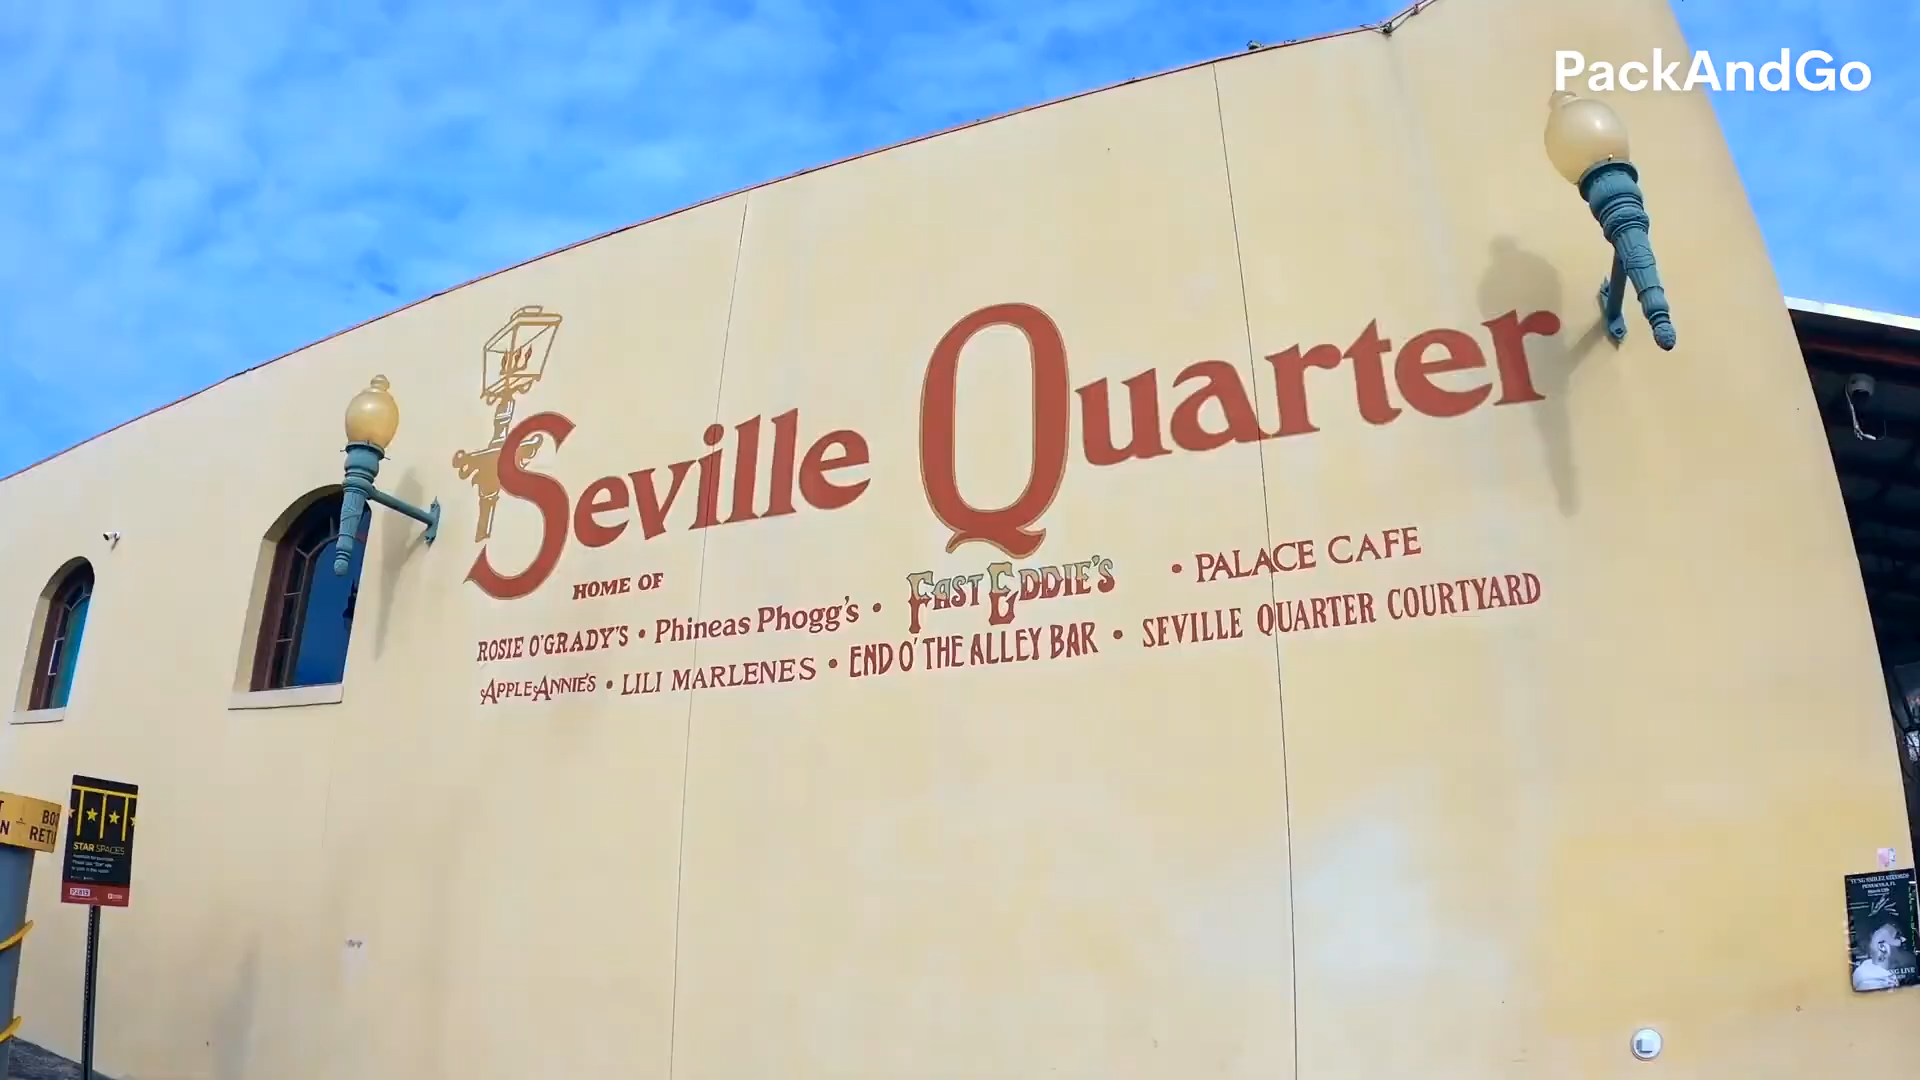 PackAndGo
Seville Quarter
HOME OF
ROSIE O'GRADY'S • Phineas Phogg's • FAST EDDIE'S • PALACE CAFE
APPLE ANNIE'S • LILI MARLENES • END O' THE ALLEY BAR • SEVILLE QUARTER COURTYARD
STAR SPACES